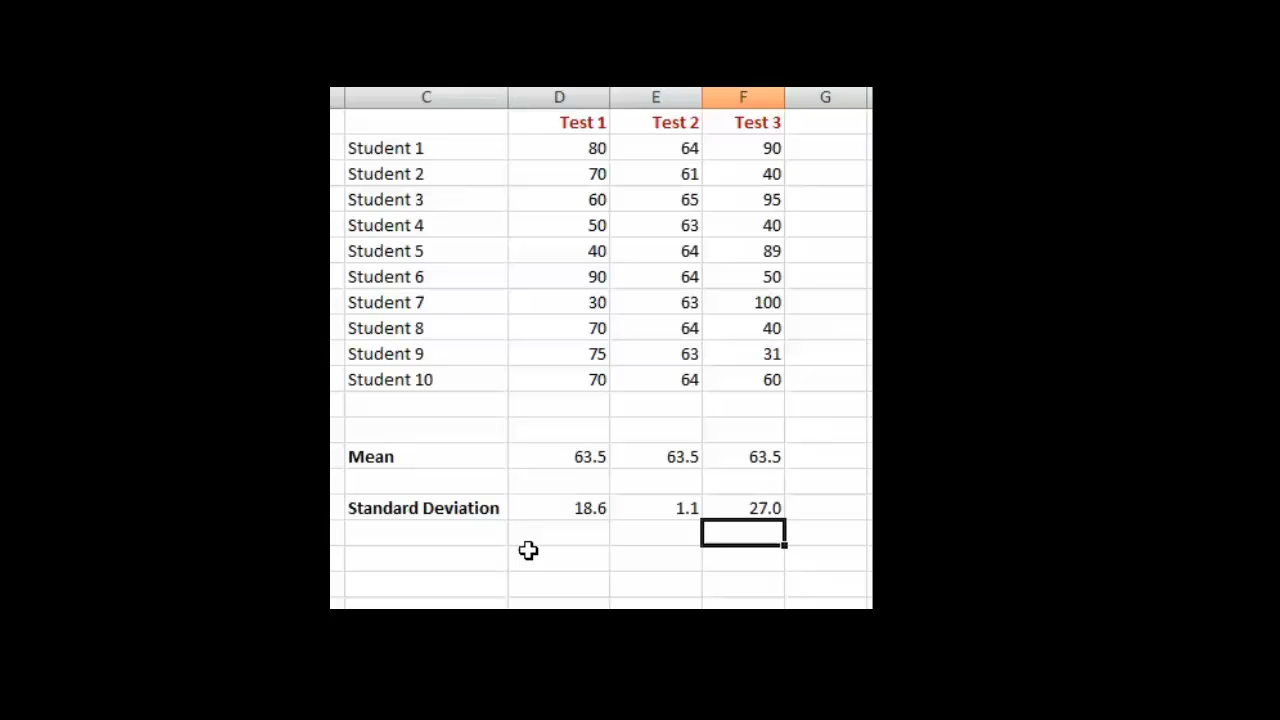 C D E F G
Test 1 Test 2 Test 3
Student 1 80 64 90
Student 2 70 61 40
Student 3 60 65 95
Student 4 50 63 40
Student 5 40 64 89
Student 6 90 64 50
Student 7 30 63 100
Student 8 70 64 40
Student 9 75 63 31
Student 10 70 64 60
Mean 63.5 63.5 63.5
Standard Deviation 18.6 1.1 27.0